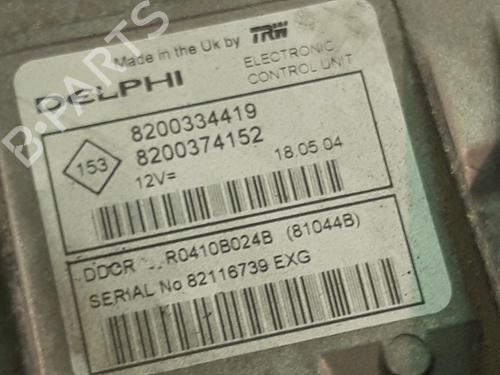 B-PARTS
Made in the Uk by TRW
DELPHI ELECTRONIC
CONTROL UNIT
153
8200334419
8200374152
12V= 18.05.04
DDCR R0410B024B (81044B)
SERIAL No 82116739 EXG